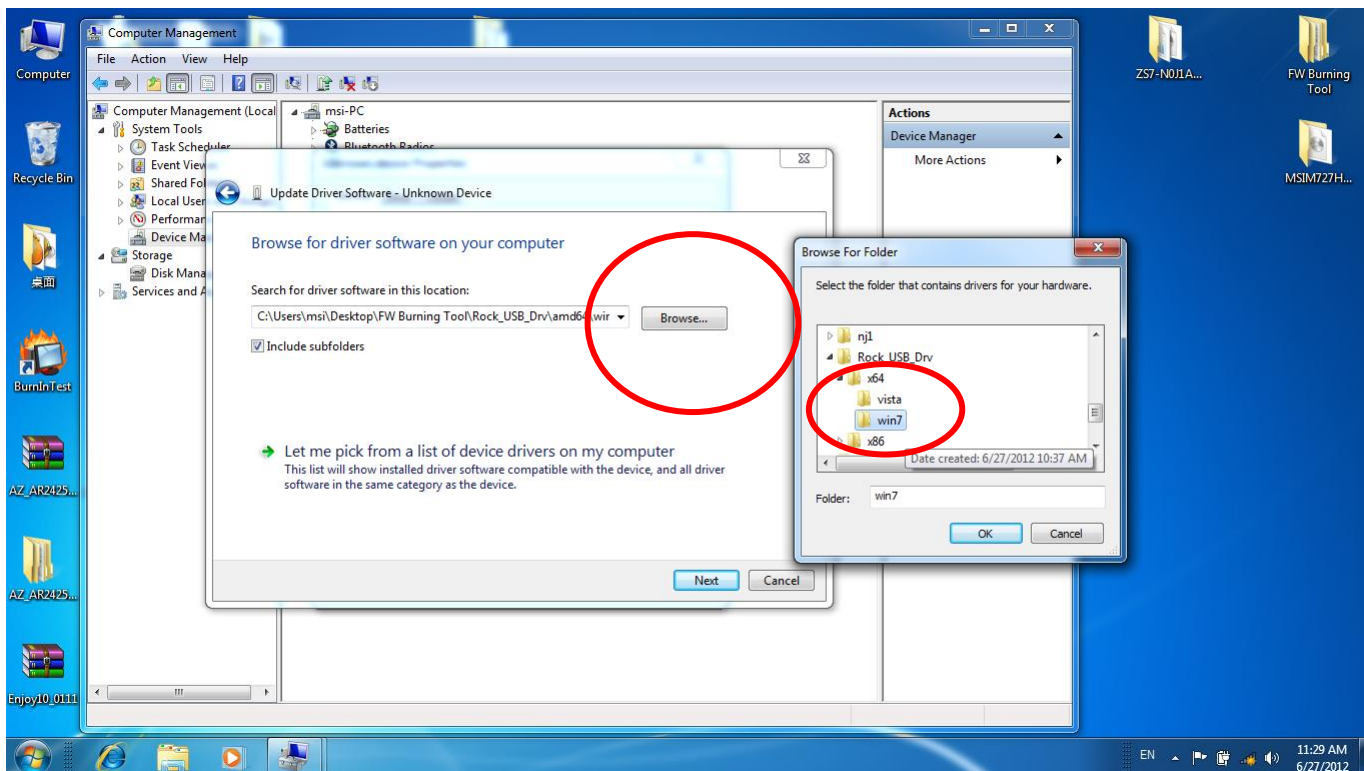 Computer
Recycle Bin
桌面
BurnInTest
AZ_AR2425...
AZ_AR2425...
Enjoy10_0111
Computer Management
File Action View Help
Computer Management (Local
System Tools
Task Scheduler
Event View
Shared Fol
Local User
Performan
Device Ma
Storage
Disk Mana
Services and A
msi-PC
Batteries
Bluetooth Radios
Actions
Device Manager
More Actions
Update Driver Software - Unknown Device
Browse for driver software on your computer
Search for driver software in this location:
C:\Users\msi\Desktop\FW Burning Tool\Rock_USB_Drv\amd64\wir
Browse...
Include subfolders
Let me pick from a list of device drivers on my computer
This list will show installed driver software compatible with the device, and all driver
software in the same category as the device.
Next Cancel
Browse For Folder
Select the folder that contains drivers for your hardware.
nj1
Rock_USB_Drv
x64
vista
win7
x86
Date created: 6/27/2012 10:37 AM
Folder: win7
OK Cancel
ZS7-N0J1A...
FW Burning
Tool
MSIM727H...
EN
11:29 AM
6/27/2012